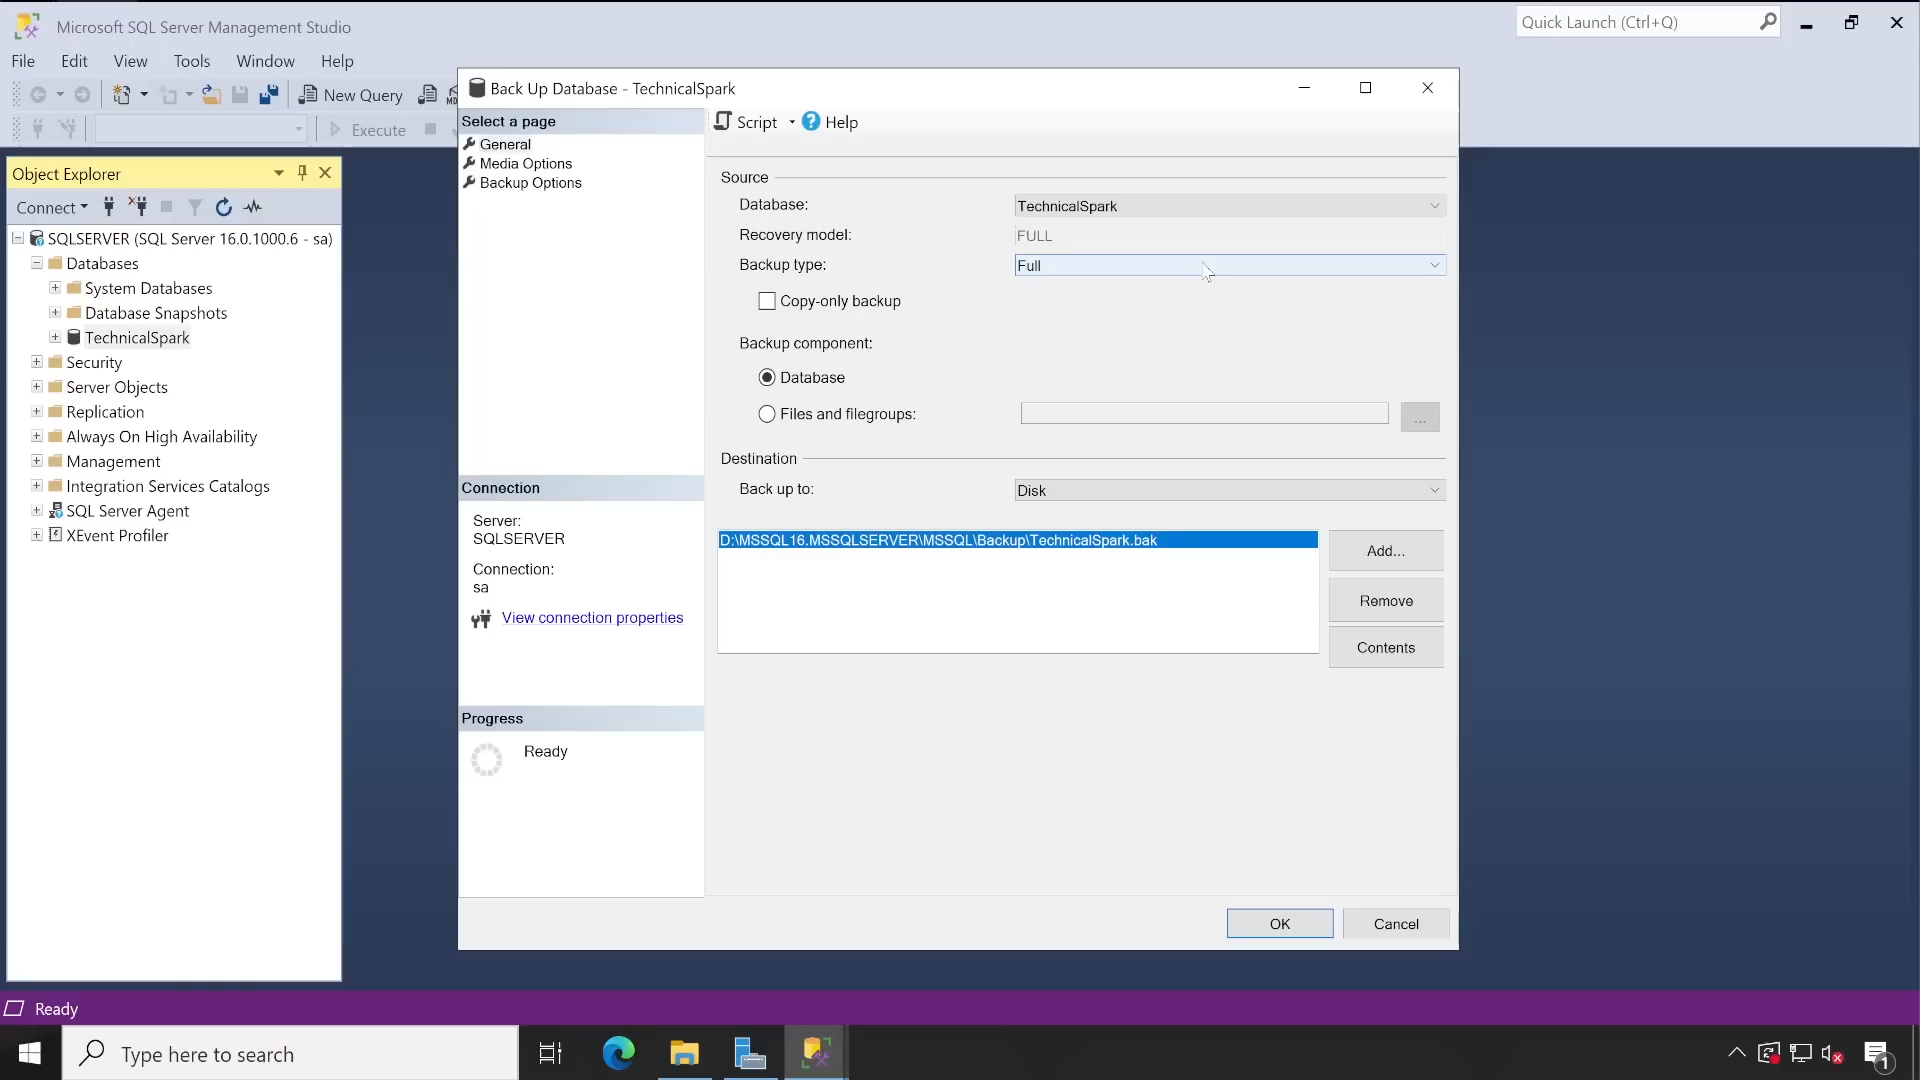 Microsoft SQL Server Management Studio
Quick Launch (Ctrl+Q)
File Edit View Tools Window Help
New Query
Execute
Back Up Database - TechnicalSpark
Select a page
General
Media Options
Backup Options
Script Help
Source
Database: TechnicalSpark
Recovery model: FULL
Backup type: Full
Copy-only backup
Backup component:
Database
Files and filegroups:
...
Destination
Back up to: Disk
D:\MSSQL16.MSSQLSERVER\MSSQL\Backup\TechnicalSpark.bak
Add...
Remove
Contents
Connection
Server:
SQLSERVER
Connection:
sa
View connection properties
Progress
Ready
OK Cancel
Object Explorer
Connect
SQLSERVER (SQL Server 16.0.1000.6 - sa)
Databases
System Databases
Database Snapshots
TechnicalSpark
Security
Server Objects
Replication
Always On High Availability
Management
Integration Services Catalogs
SQL Server Agent
XEvent Profiler
Ready
Type here to search
1